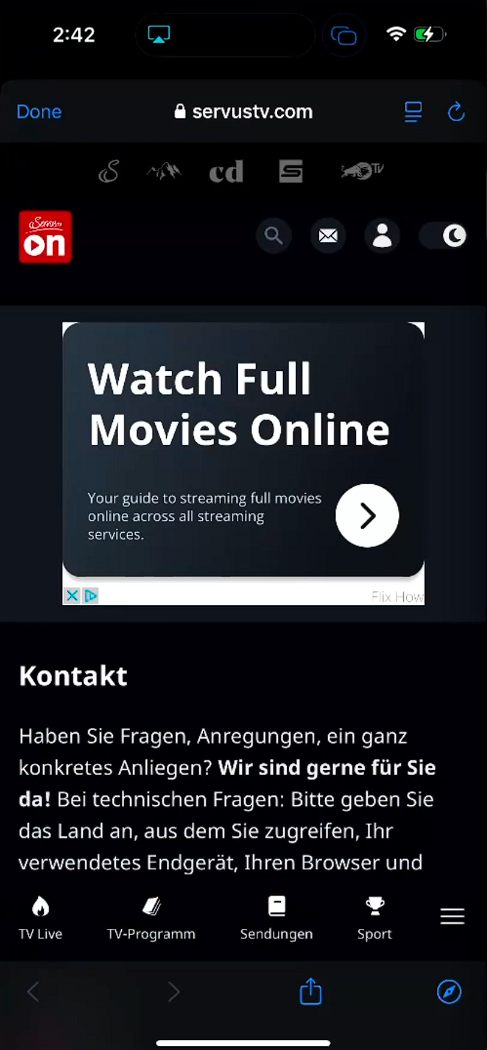 2:42
Done
servustv.com
cd
TV
ServusTV
on
Watch Full
Movies Online
Your guide to streaming full movies
online across all streaming
services.
Flix How
Kontakt
Haben Sie Fragen, Anregungen, ein ganz
konkretes Anliegen? Wir sind gerne für Sie
da! Bei technischen Fragen: Bitte geben Sie
das Land an, aus dem Sie zugreifen, Ihr
verwendetes Endgerät, Ihren Browser und
TV Live
TV-Programm
Sendungen
Sport